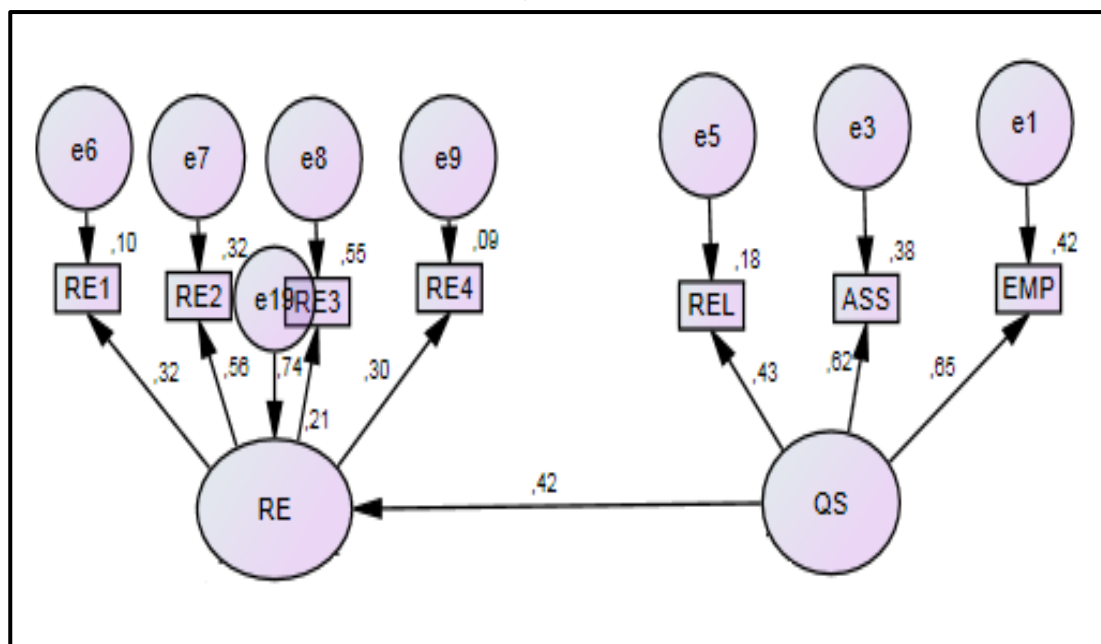 e6 e7 e8 e9 e5 e3 e1
,10 ,32 ,55 ,09 ,18 ,38 ,42
RE1 RE2 e19 RE3 RE4 REL ASS EMP
,32 ,56 ,74 ,30 ,43 ,62 ,65
,21
,42
RE QS